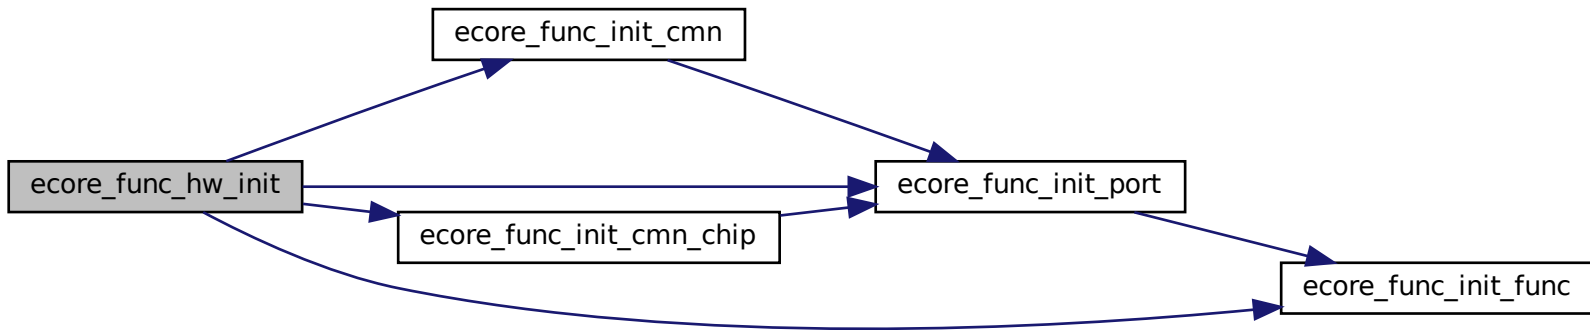 ecore_func_init_cmn
ecore_func_hw_init
ecore_func_init_port
ecore_func_init_cmn_chip
ecore_func_init_func